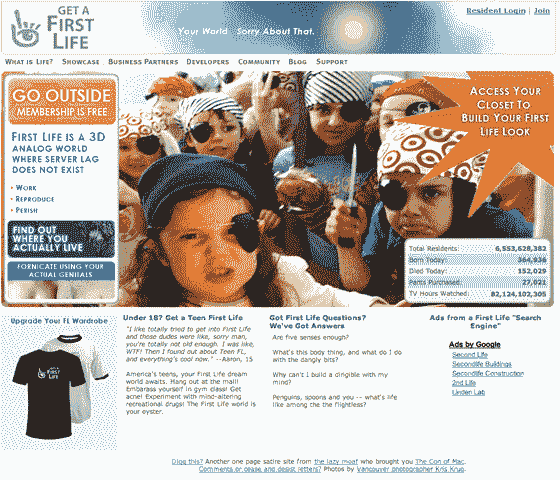 GET A
FIRST
LIFE
Resident Login | Join
Your World. Sorry About That.
WHAT IS LIFE? SHOWCASE BUSINESS PARTNERS DEVELOPERS COMMUNITY BLOG SUPPORT
GO OUTSIDE
MEMBERSHIP IS FREE
FIRST LIFE IS A 3D
ANALOG WORLD
WHERE SERVER LAG
DOES NOT EXIST
WORK
REPRODUCE
PERISH
FIND OUT
WHERE YOU
ACTUALLY LIVE
FORNICATE USING YOUR
ACTUAL GENITALS
ACCESS YOUR
CLOSET TO
BUILD YOUR FIRST
LIFE LOOK
Total Residents: 6,553,628,382
Born Today: 364,936
Died Today: 152,029
Pants Purchased: 27,021
TV Hours Watched: 82,124,102,305
Upgrade Your FL Wardrobe
GET A
FIRST
LIFE
Under 18? Get a Teen First Life
"I like totally tried to get into First Life
and those dudes were like, sorry man,
you're totally not old enough. I was like,
WTF! Then I found out about Teen FL,
and everything's cool now." --Aaron, 15
America's teens, your First Life dream
world awaits. Hang out at the mall!
Embarass yourself in gym class! Get
acne! Experiment with mind-altering
recreational drugs! The First Life world is
your oyster.
Got First Life Questions?
We've Got Answers
Are five senses enough?
What's this body thing, and what do I do
with the dangly bits?
Why can't I build a dingible with my
mind?
Penguins, spoons and you -- what's life
like among the the flightless?
Ads from a First Life "Search
Engine"
Ads by Google
Second Life
Secondlife Buildings
Secondlife Constructor
2nd Life
Under Lab
Digg this? Another one page satire site from the lazy moaf who brought you The Con of Mac.
Comments or cease and desist letters? Photos by Vancouver photographer Kris Krug.